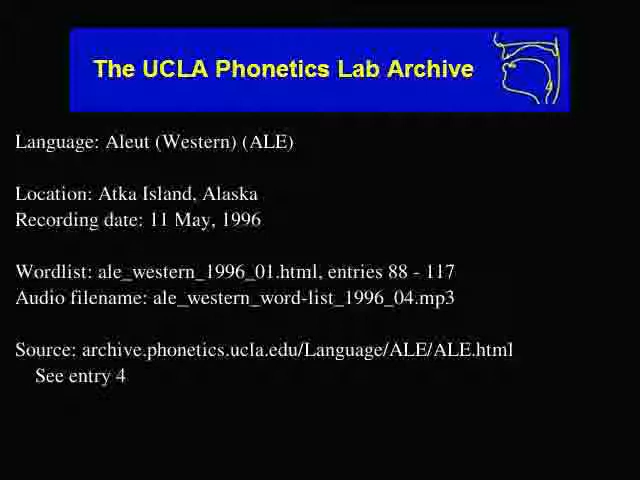 The UCLA Phonetics Lab Archive
Language: Aleut (Western) (ALE)
Location: Atka Island, Alaska
Recording date: 11 May, 1996
Wordlist: ale_western_1996_01.html, entries 88 - 117
Audio filename: ale_western_word-list_1996_04.mp3
Source: archive.phonetics.ucla.edu/Language/ALE/ALE.html
See entry 4